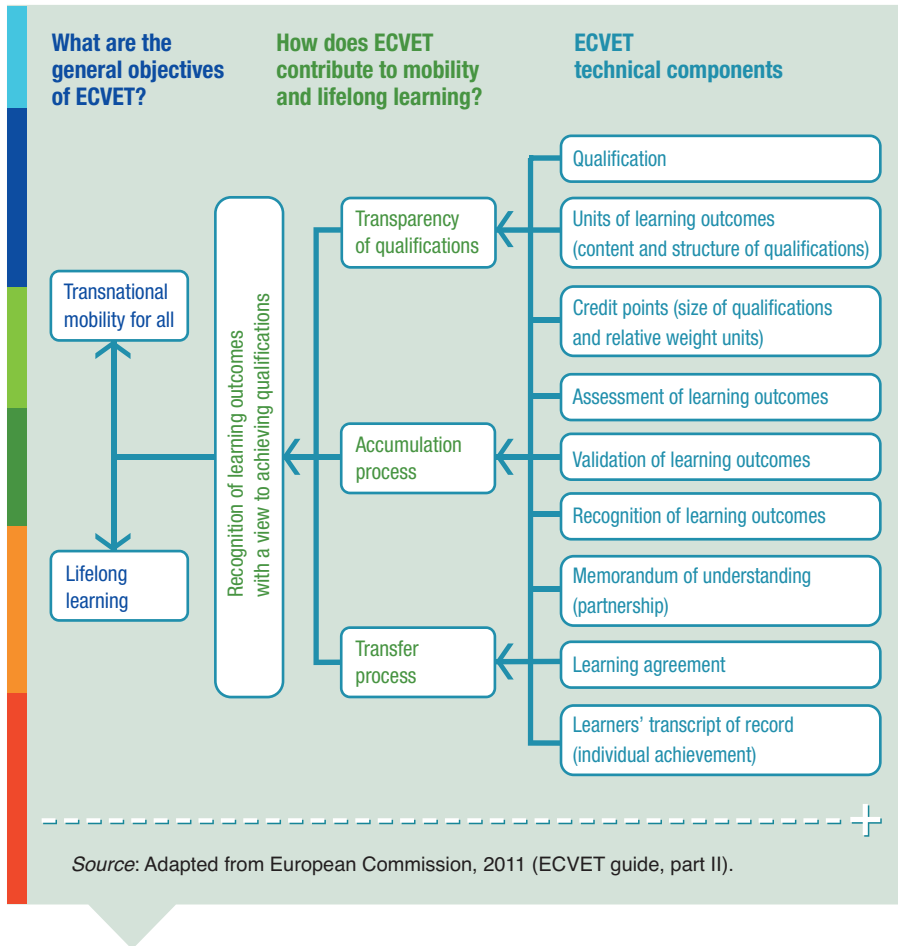 What are the
general objectives
of ECVET?
How does ECVET
contribute to mobility
and lifelong learning?
ECVET
technical components
Transnational
mobility for all
Lifelong
learning
Recognition of learning outcomes
with a view to achieving qualifications
Transparency
of qualifications
Accumulation
process
Transfer
process
Qualification
Units of learning outcomes
(content and structure of qualifications)
Credit points (size of qualifications
and relative weight units)
Assessment of learning outcomes
Validation of learning outcomes
Recognition of learning outcomes
Memorandum of understanding
(partnership)
Learning agreement
Learners’ transcript of record
(individual achievement)
Source: Adapted from European Commission, 2011 (ECVET guide, part II).